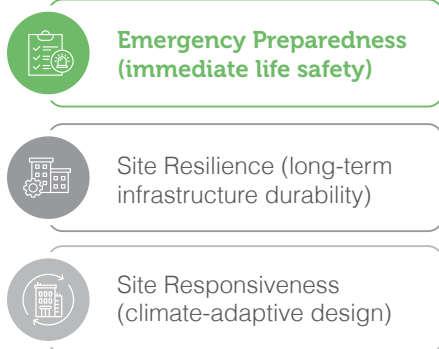 Emergency Preparedness
(immediate life safety)
Site Resilience (long-term
infrastructure durability)
Site Responsiveness
(climate-adaptive design)